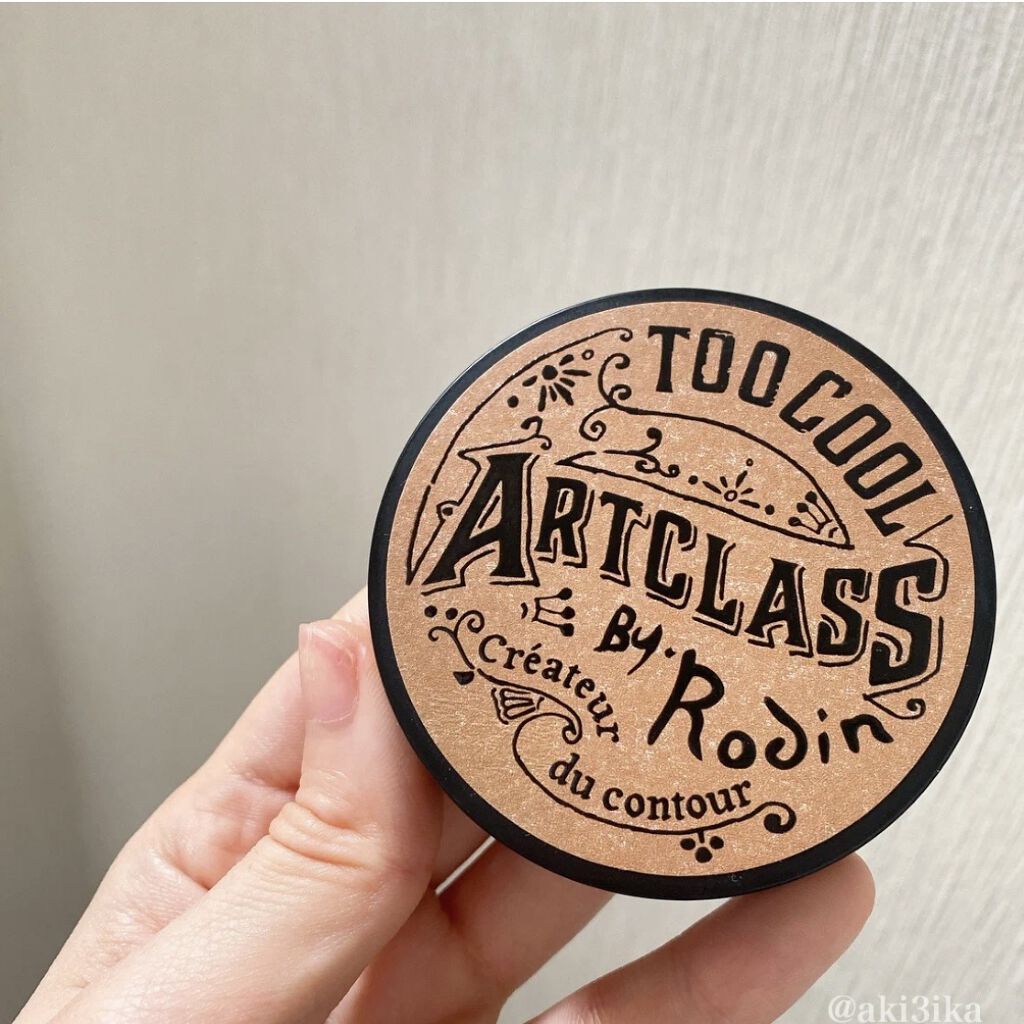 TOO COOL
ARTCLASS
By. Rodin
Créateur
du contour
@aki3ika